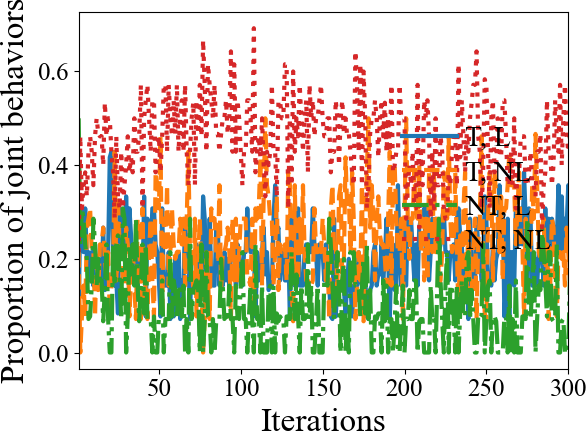 Proportion of joint behaviors
0.6
0.4
0.2
0.0
T, L
T, NL
NT, L
NT, NL
50
100
150
200
250
300
Iterations